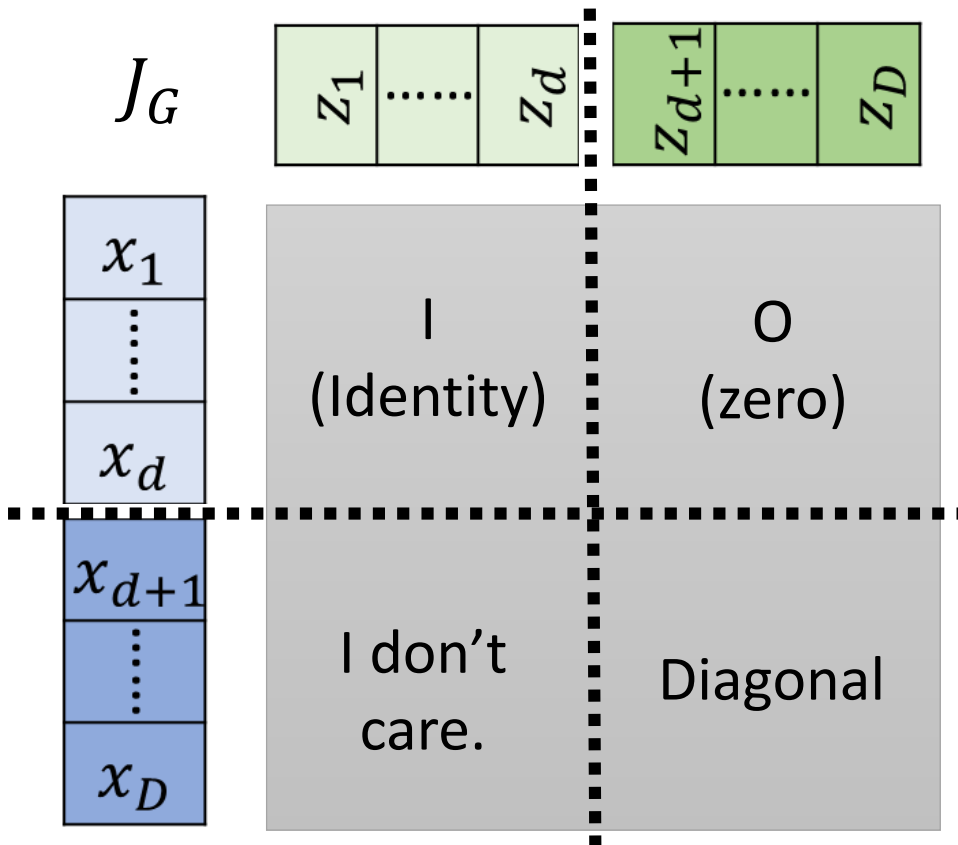 J_G
z_1 ...... z_d z_{d+1} ...... z_D
x_1
......
x_d
x_{d+1}
......
x_D
I
(Identity)
O
(zero)
I don’t
care.
Diagonal